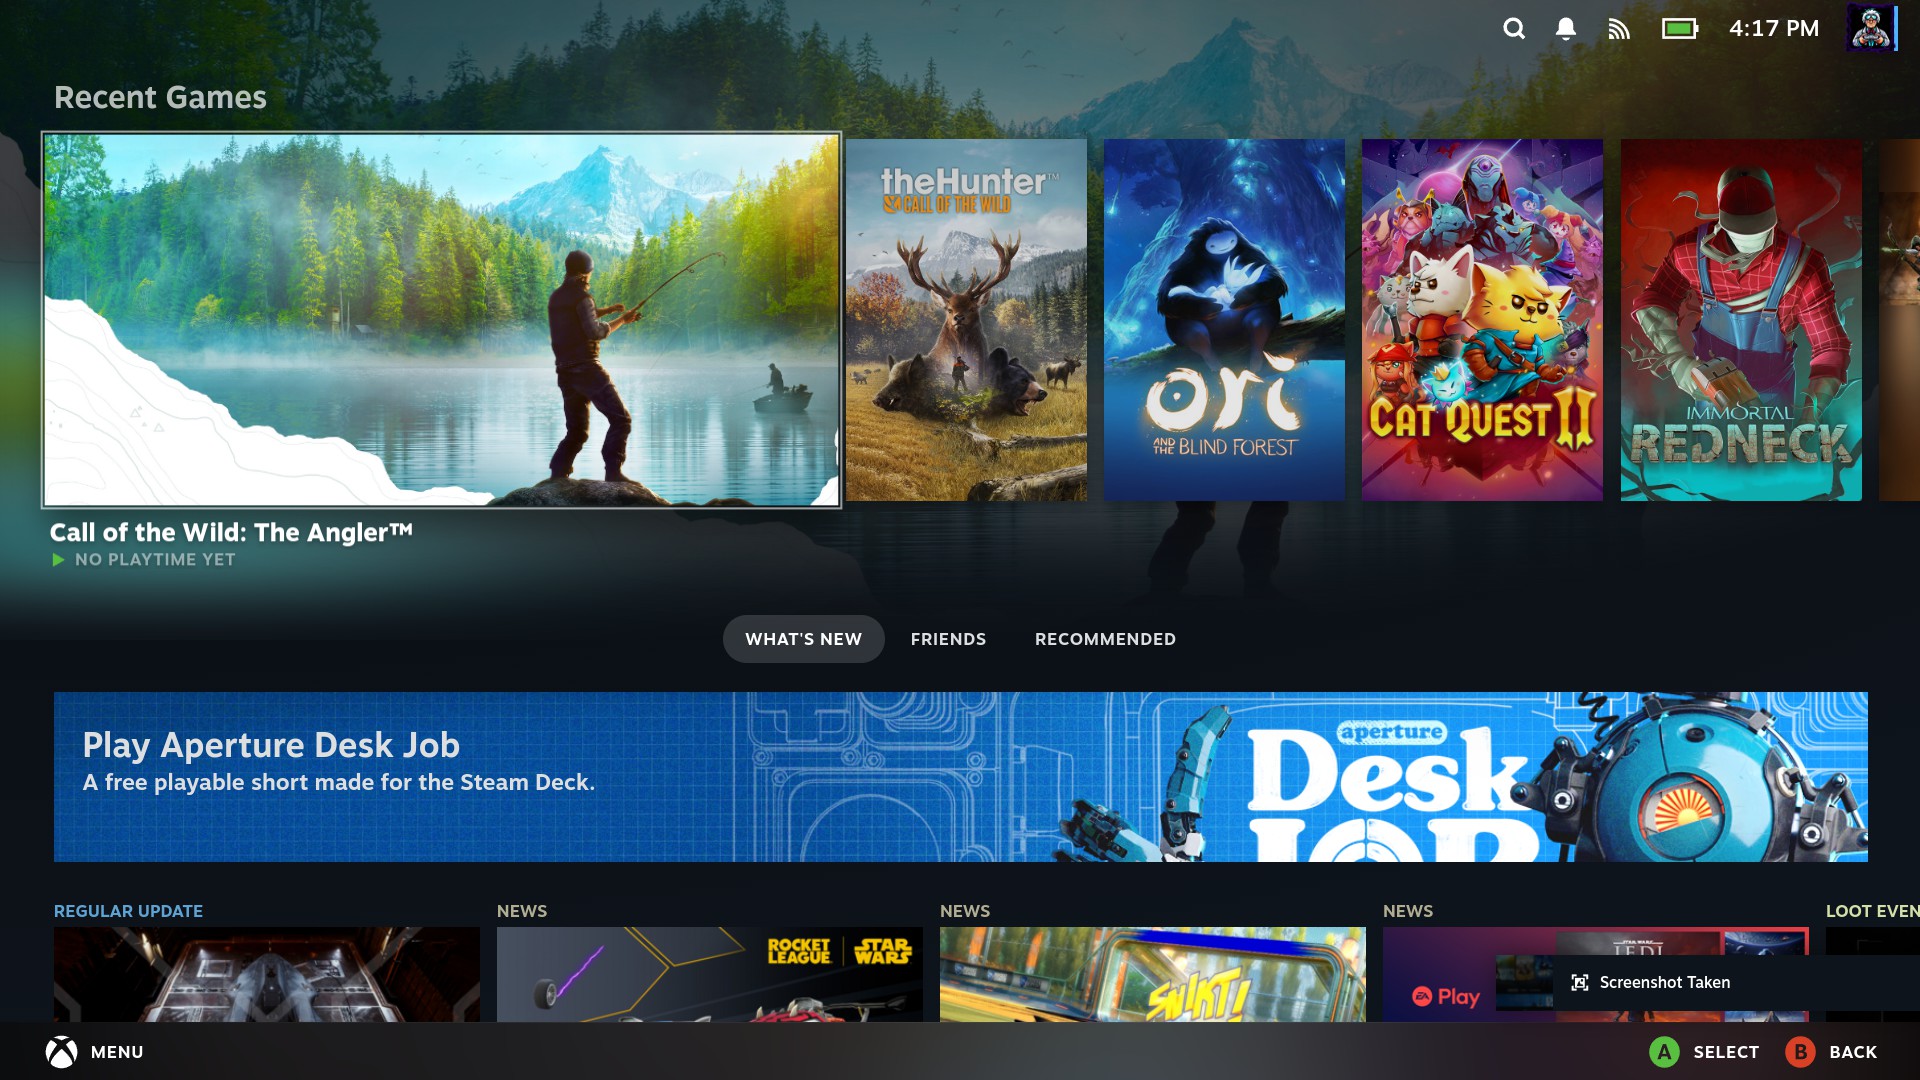 4:17 PM
Recent Games
theHunter™
CALL OF THE WILD
ori
AND THE BLIND FOREST
CAT QUEST II
IMMORTAL
REDNECK
Call of the Wild: The Angler™
NO PLAYTIME YET
WHAT'S NEW
FRIENDS
RECOMMENDED
Play Aperture Desk Job
A free playable short made for the Steam Deck.
aperture
Desk
JOB
REGULAR UPDATE
NEWS
NEWS
NEWS
LOOT EVEN
ROCKET LEAGUE
STAR WARS
SNIKT!
EA Play
STAR WARS
JEDI
Screenshot Taken
MENU
A SELECT
B BACK